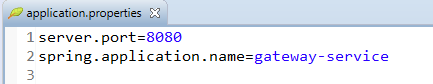 application.properties
1 server.port=8080
2 spring.application.name=gateway-service
3